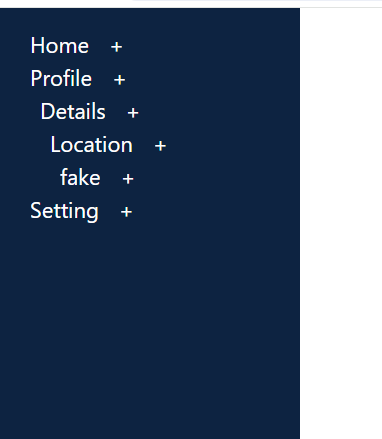 Home +
Profile +
Details +
Location +
fake +
Setting +